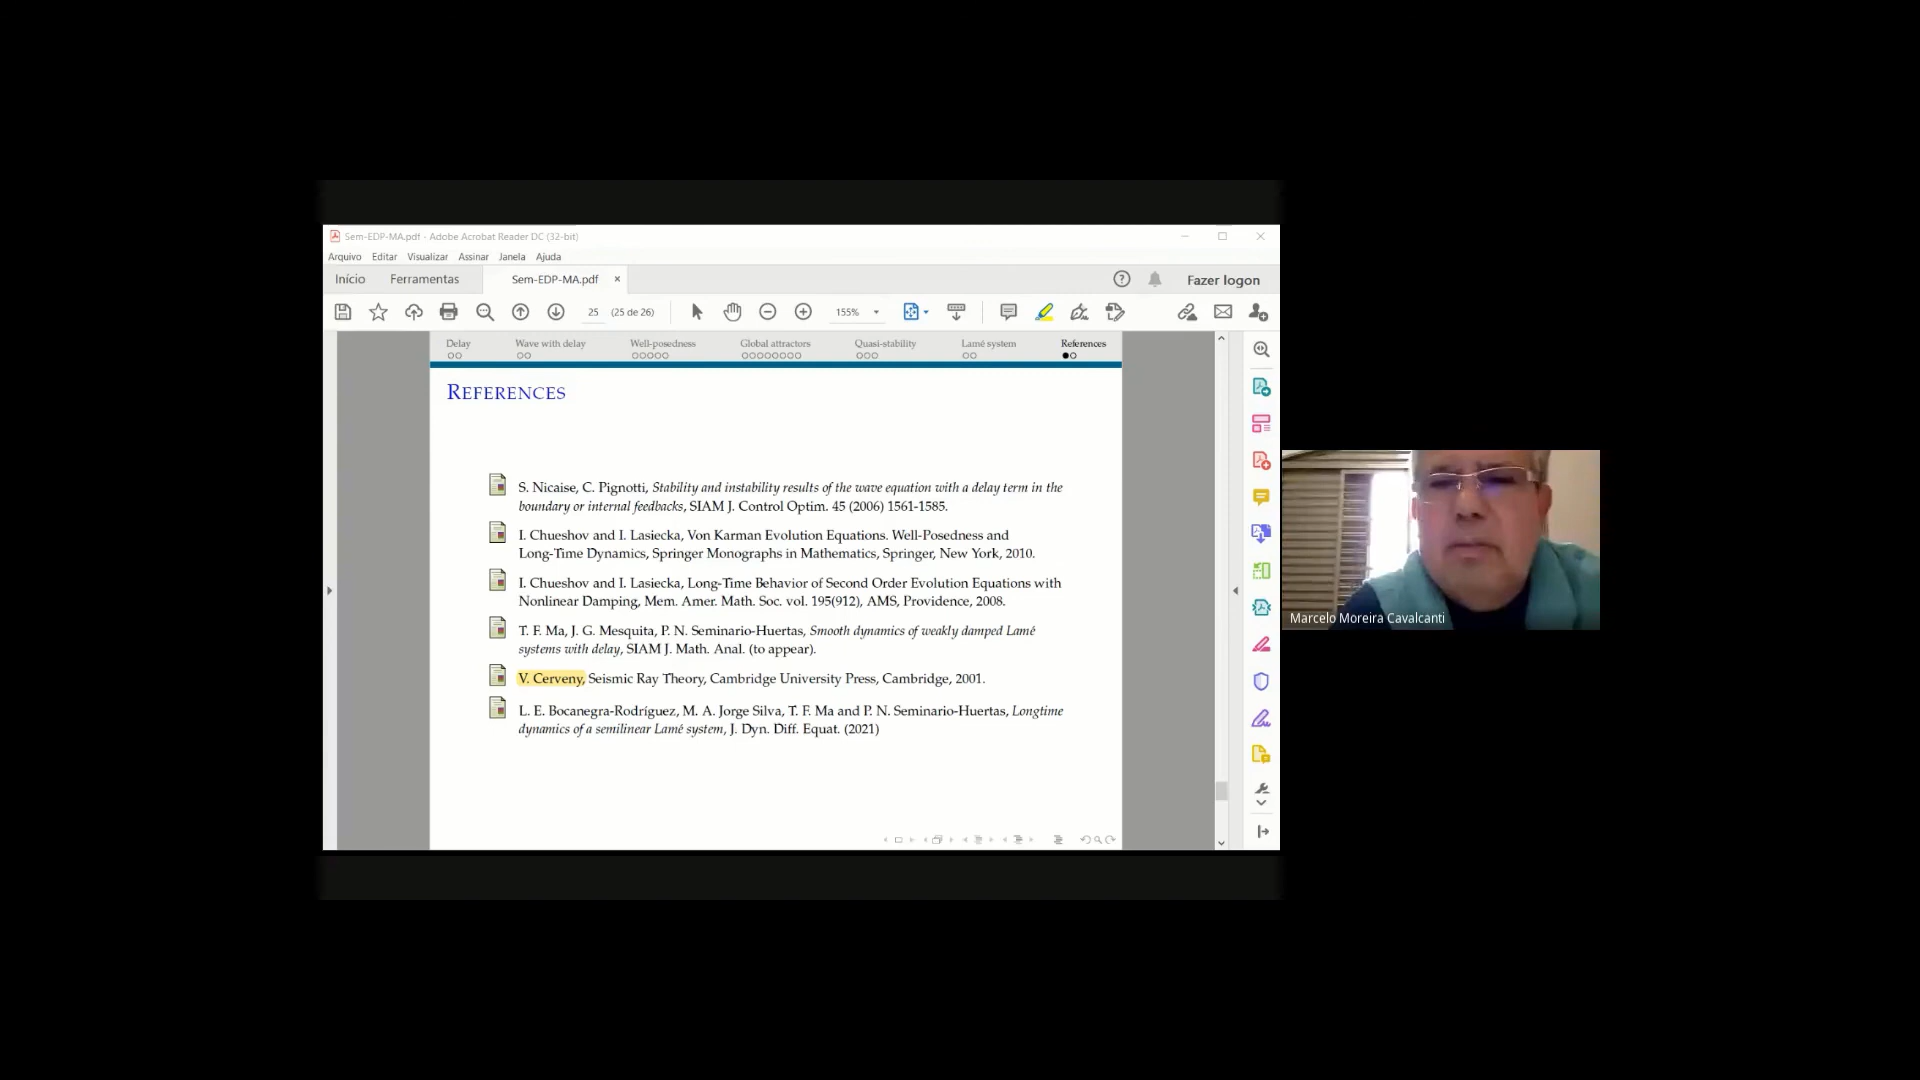 Sem-EDP-MA.pdf - Adobe Acrobat Reader DC (32-bit)
Arquivo Editar Visualizar Assinar Janela Ajuda
Início Ferramentas Sem-EDP-MA.pdf × Fazer logon
25 (25 de 26) 155%
Delay Wave with delay Well-posedness Global attractors Quasi-stability Lamé system References
REFERENCES
S. Nicaise, C. Pignotti, Stability and instability results of the wave equation with a delay term in the
boundary or internal feedbacks, SIAM J. Control Optim. 45 (2006) 1561-1585.
I. Chueshov and I. Lasiecka, Von Karman Evolution Equations. Well-Posedness and
Long-Time Dynamics, Springer Monographs in Mathematics, Springer, New York, 2010.
I. Chueshov and I. Lasiecka, Long-Time Behavior of Second Order Evolution Equations with
Nonlinear Damping, Mem. Amer. Math. Soc. vol. 195(912), AMS, Providence, 2008.
T. F. Ma, J. G. Mesquita, P. N. Seminario-Huertas, Smooth dynamics of weakly damped Lamé
systems with delay, SIAM J. Math. Anal. (to appear).
V. Cerveny, Seismic Ray Theory, Cambridge University Press, Cambridge, 2001.
L. E. Bocanegra-Rodríguez, M. A. Jorge Silva, T. F. Ma and P. N. Seminario-Huertas, Longtime
dynamics of a semilinear Lamé system, J. Dyn. Diff. Equat. (2021)
Marcelo Moreira Cavalcanti